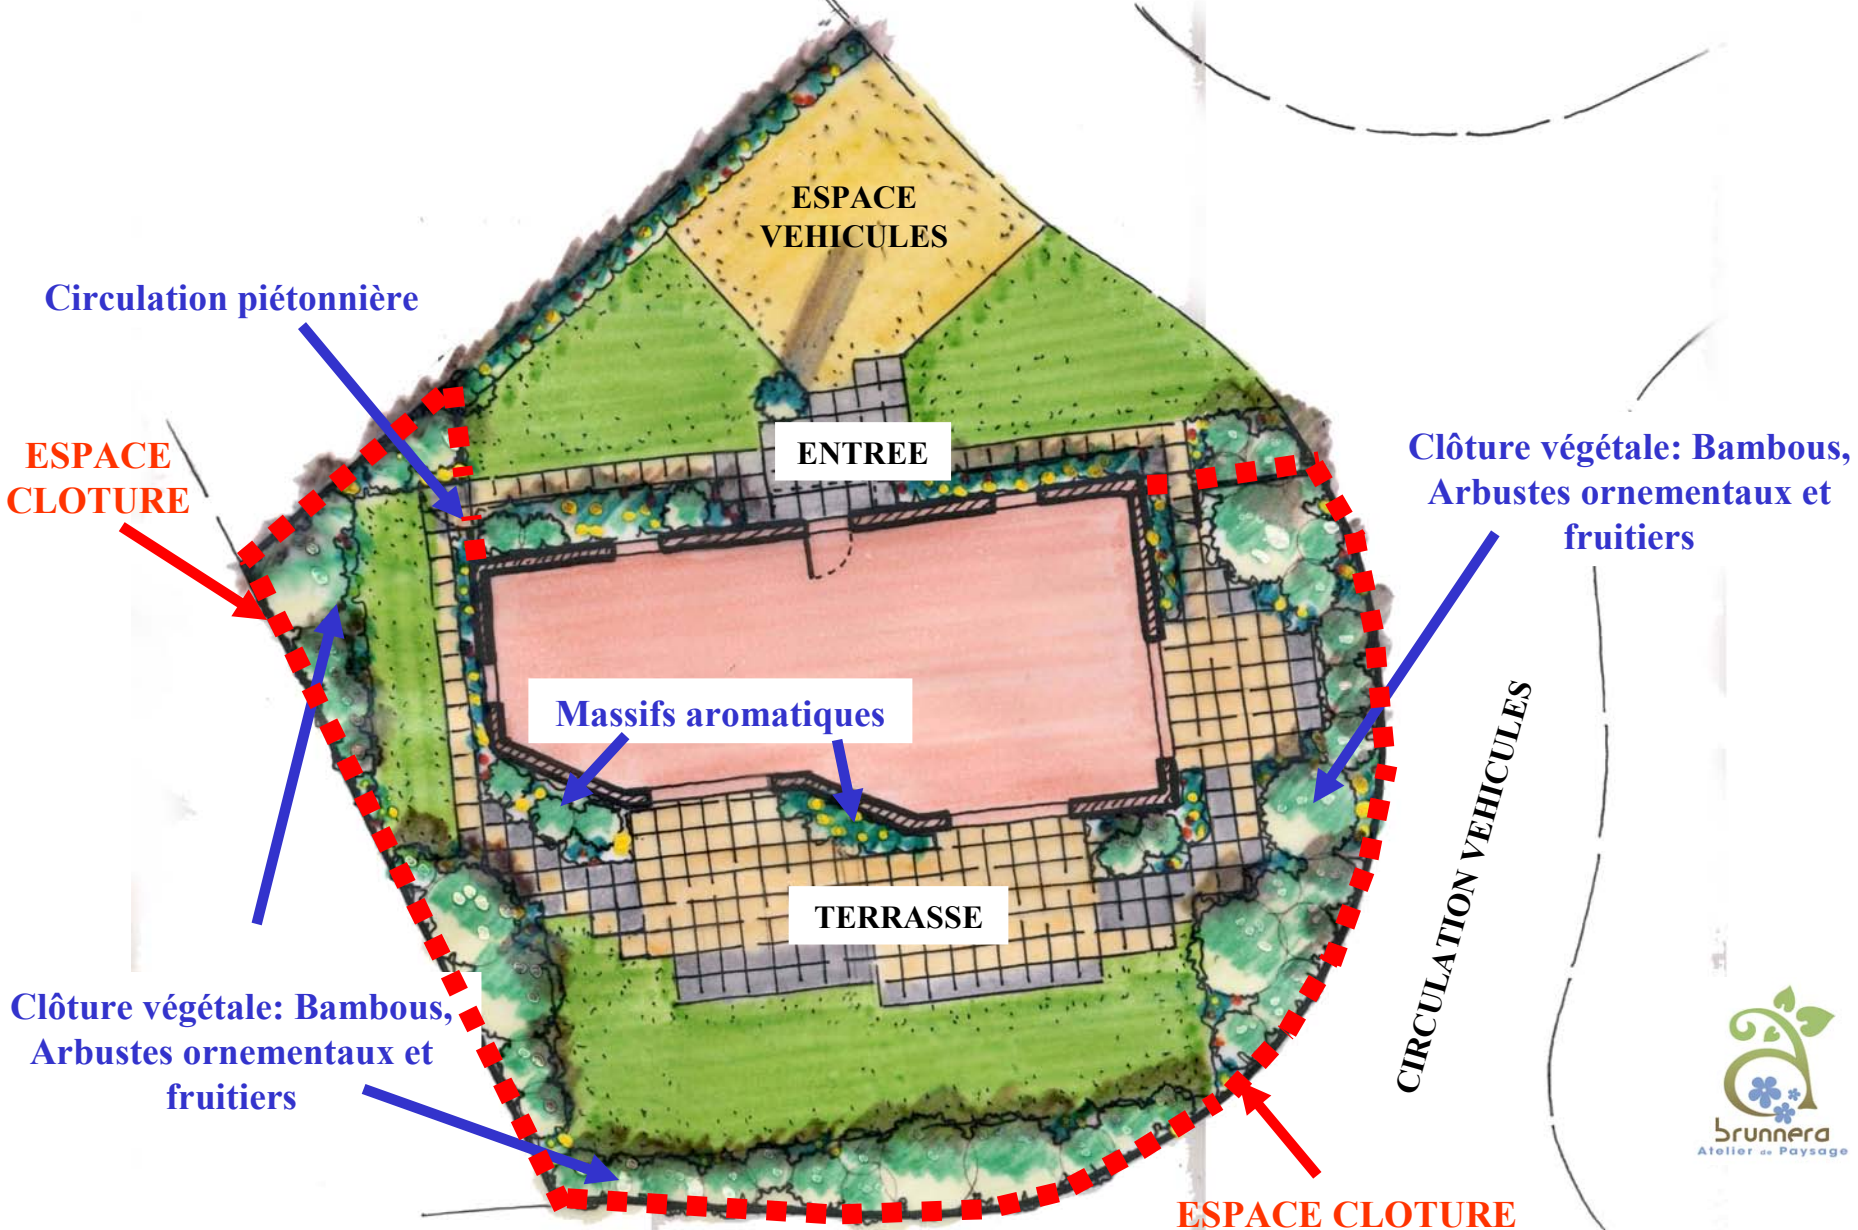 ESPACE
VEHICULES
Circulation piétonnière
ESPACE
CLOTURE
ENTREE
Clôture végétale: Bambous,
Arbustes ornementaux et
fruitiers
Massifs aromatiques
CIRCULATION VEHICULES
TERRASSE
Clôture végétale: Bambous,
Arbustes ornementaux et
fruitiers
brunnera
Atelier de Paysage
ESPACE CLOTURE